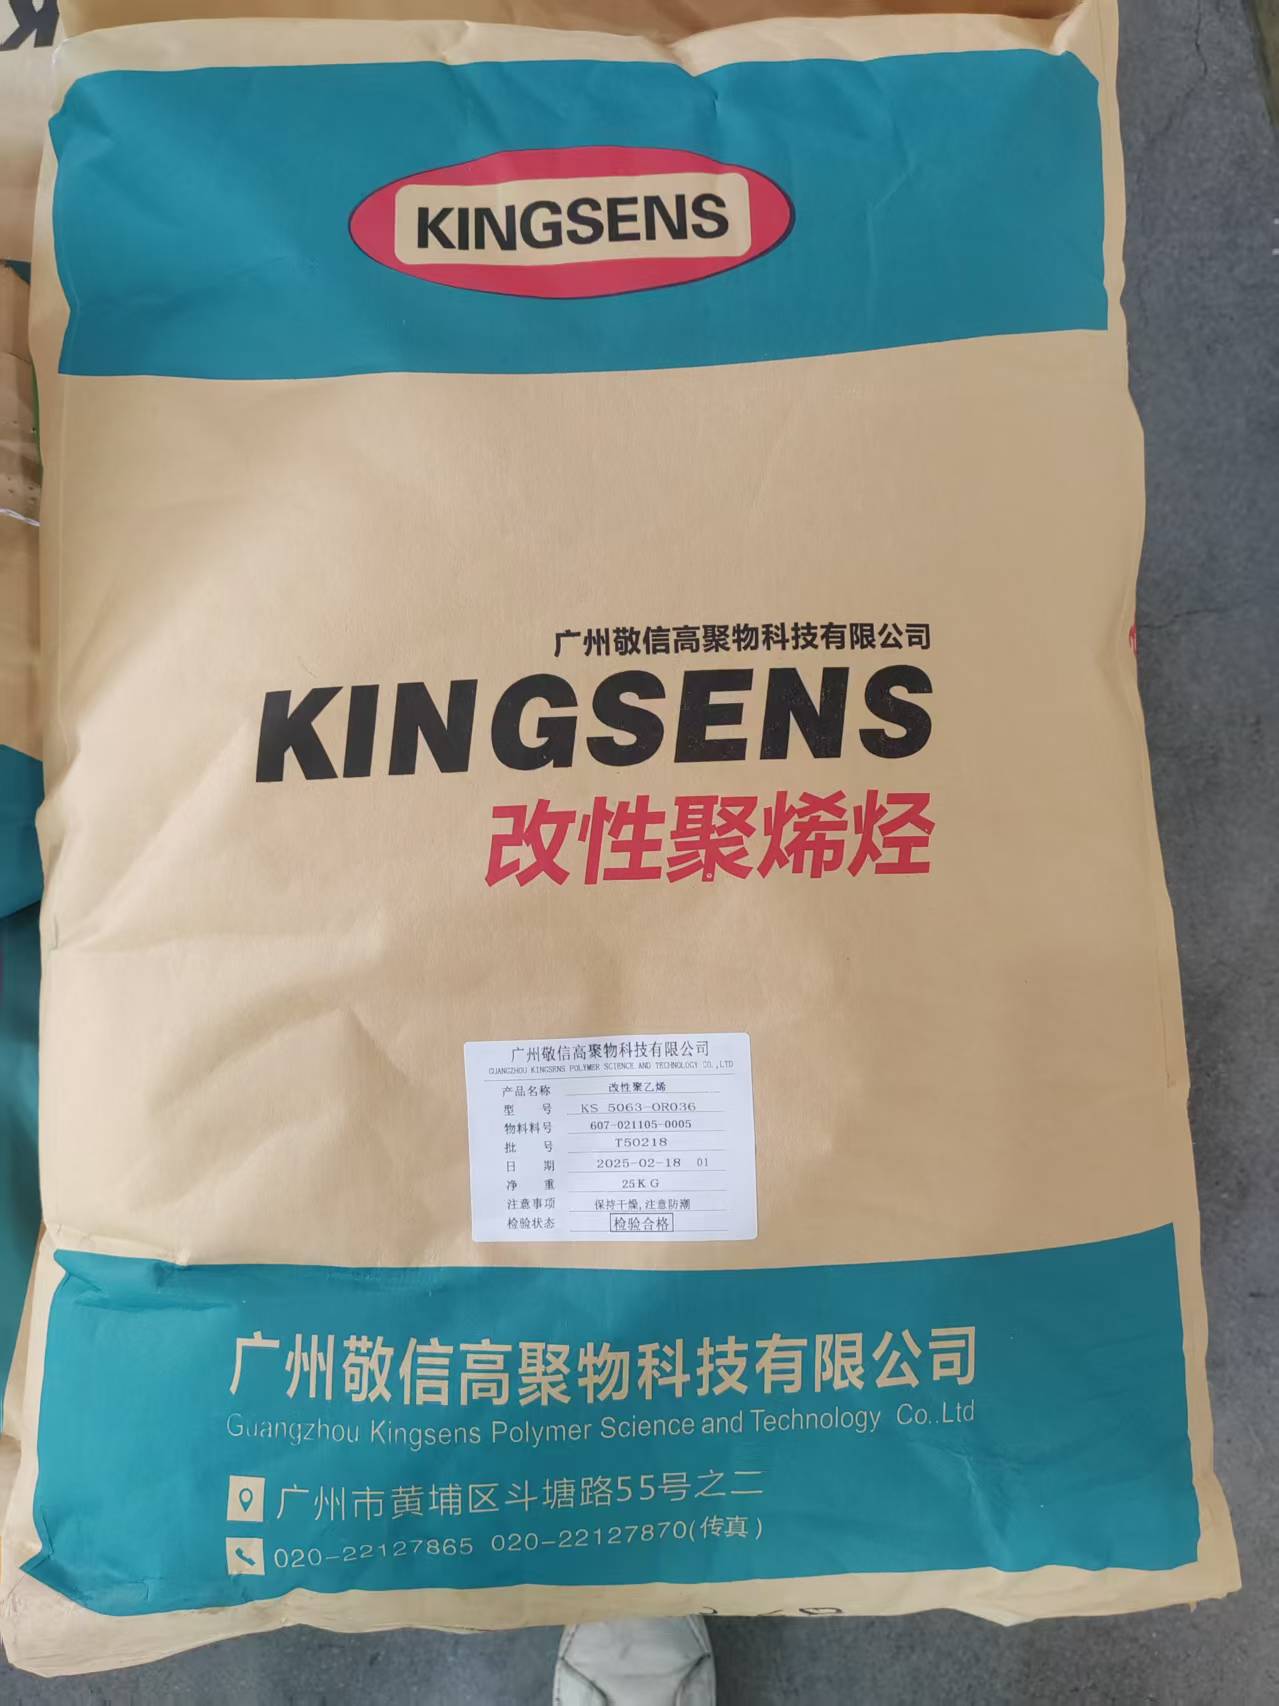 KINGSENS
广州敬信高聚物科技有限公司
KINGSENS
改性聚烯烃
广州敬信高聚物科技有限公司
GUANGZHOU KINGSENS POLYMER SCIENCE AND TECHNOLOGY CO.,LTD
产品名称 改性聚乙烯
型 号 KS 5063-OR036
物料料号 607-021105-0005
批 号 T50218
日 期 2025-02-18 01
净 重 25KG
注意事项 保持干燥,注意防潮
检验状态 检验合格
广州敬信高聚物科技有限公司
Guangzhou Kingsens Polymer Science and Technology Co.,Ltd
广州市黄埔区斗塘路55号之二
020-22127865 020-22127870(传真)